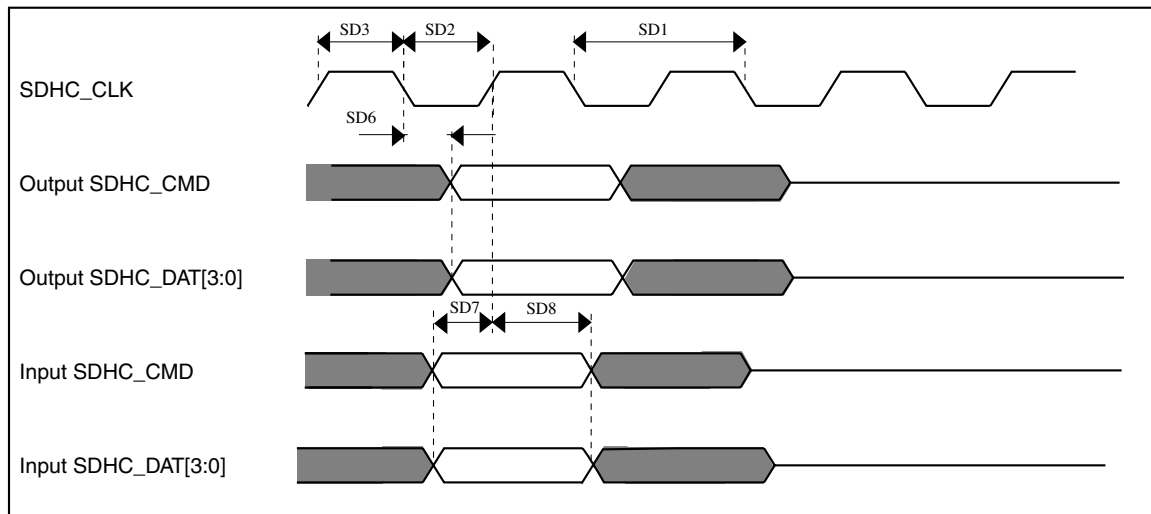 SD3 SD2 SD1
SDHC_CLK
SD6
Output SDHC_CMD
Output SDHC_DAT[3:0]
SD7 SD8
Input SDHC_CMD
Input SDHC_DAT[3:0]